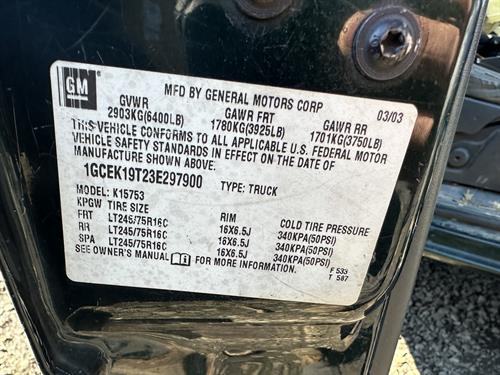 GM
MFD BY GENERAL MOTORS CORP 03/03
GVWR GAWR FRT GAWR RR
2903KG(6400LB) 1780KG(3925LB) 1701KG(3750LB)
THIS VEHICLE CONFORMS TO ALL APPLICABLE U.S. FEDERAL MOTOR
VEHICLE SAFETY STANDARDS IN EFFECT ON THE DATE OF
MANUFACTURE SHOWN ABOVE.
1GCEK19T23E297900 TYPE: TRUCK
MODEL: K15753
KPGW TIRE SIZE RIM COLD TIRE PRESSURE
FRT LT245/75R16C 16X6.5J 340KPA(50PSI)
RR LT245/75R16C 16X6.5J 340KPA(50PSI)
SPA LT245/75R16C 16X6.5J 340KPA(50PSI)
SEE OWNER'S MANUAL FOR MORE INFORMATION. F 533
T 587